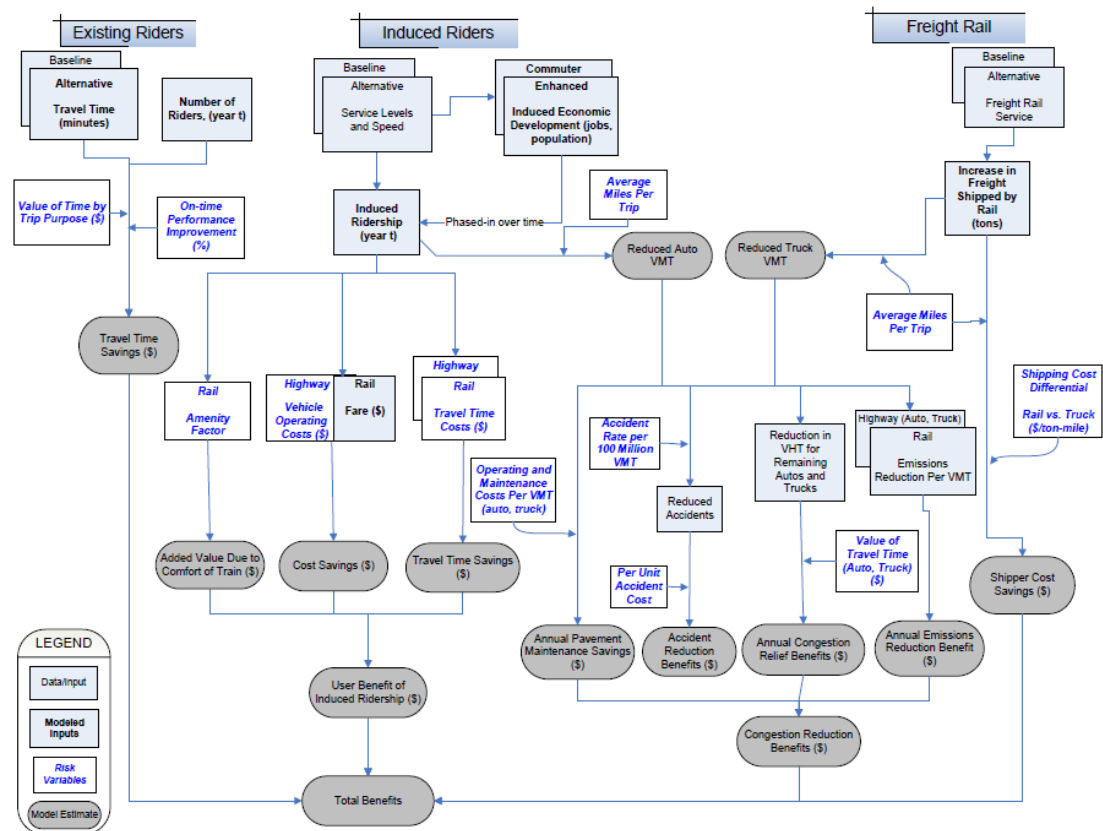 Existing Riders
Induced Riders
Freight Rail
Baseline
Alternative
Travel Time
(minutes)
Number of
Riders, (year t)
Baseline
Alternative
Service Levels
and Speed
Commuter
Enhanced
Induced Economic
Development (jobs,
population)
Baseline
Alternative
Freight Rail
Service
Value of Time by
Trip Purpose ($)
On-time
Performance
Improvement
(%)
Induced
Ridership
(year t)
Phased-in over time
Average
Miles Per
Trip
Increase in
Freight
Shipped by
Rail
(tons)
Reduced Auto
VMT
Reduced Truck
VMT
Average Miles
Per Trip
Travel Time
Savings ($)
Rail
Amenity
Factor
Highway
Vehicle
Operating
Costs ($)
Rail
Fare ($)
Highway
Rail
Travel Time
Costs ($)
Shipping Cost
Differential
Rail vs. Truck
($/ton-mile)
Accident
Rate per
100 Million
VMT
Reduction in
VHT for
Remaining
Autos and
Trucks
Highway (Auto, Truck)
Rail
Emissions
Reduction Per VMT
Operating and
Maintenance
Costs Per VMT
(auto, truck)
Reduced
Accidents
Value of
Travel Time
(Auto, Truck)
($)
Added Value Due to
Comfort of Train ($)
Cost Savings ($)
Travel Time Savings
($)
Per Unit
Accident
Cost
Shipper Cost
Savings ($)
Annual Pavement
Maintenance Savings
($)
Accident
Reduction
Benefits ($)
Annual Congestion
Relief Benefits ($)
Annual Emissions
Reduction Benefit
($)
User Benefit of
Induced Ridership ($)
Congestion Reduction
Benefits ($)
Total Benefits
LEGEND
Data/Input
Modeled
Inputs
Risk
Variables
Model Estimate